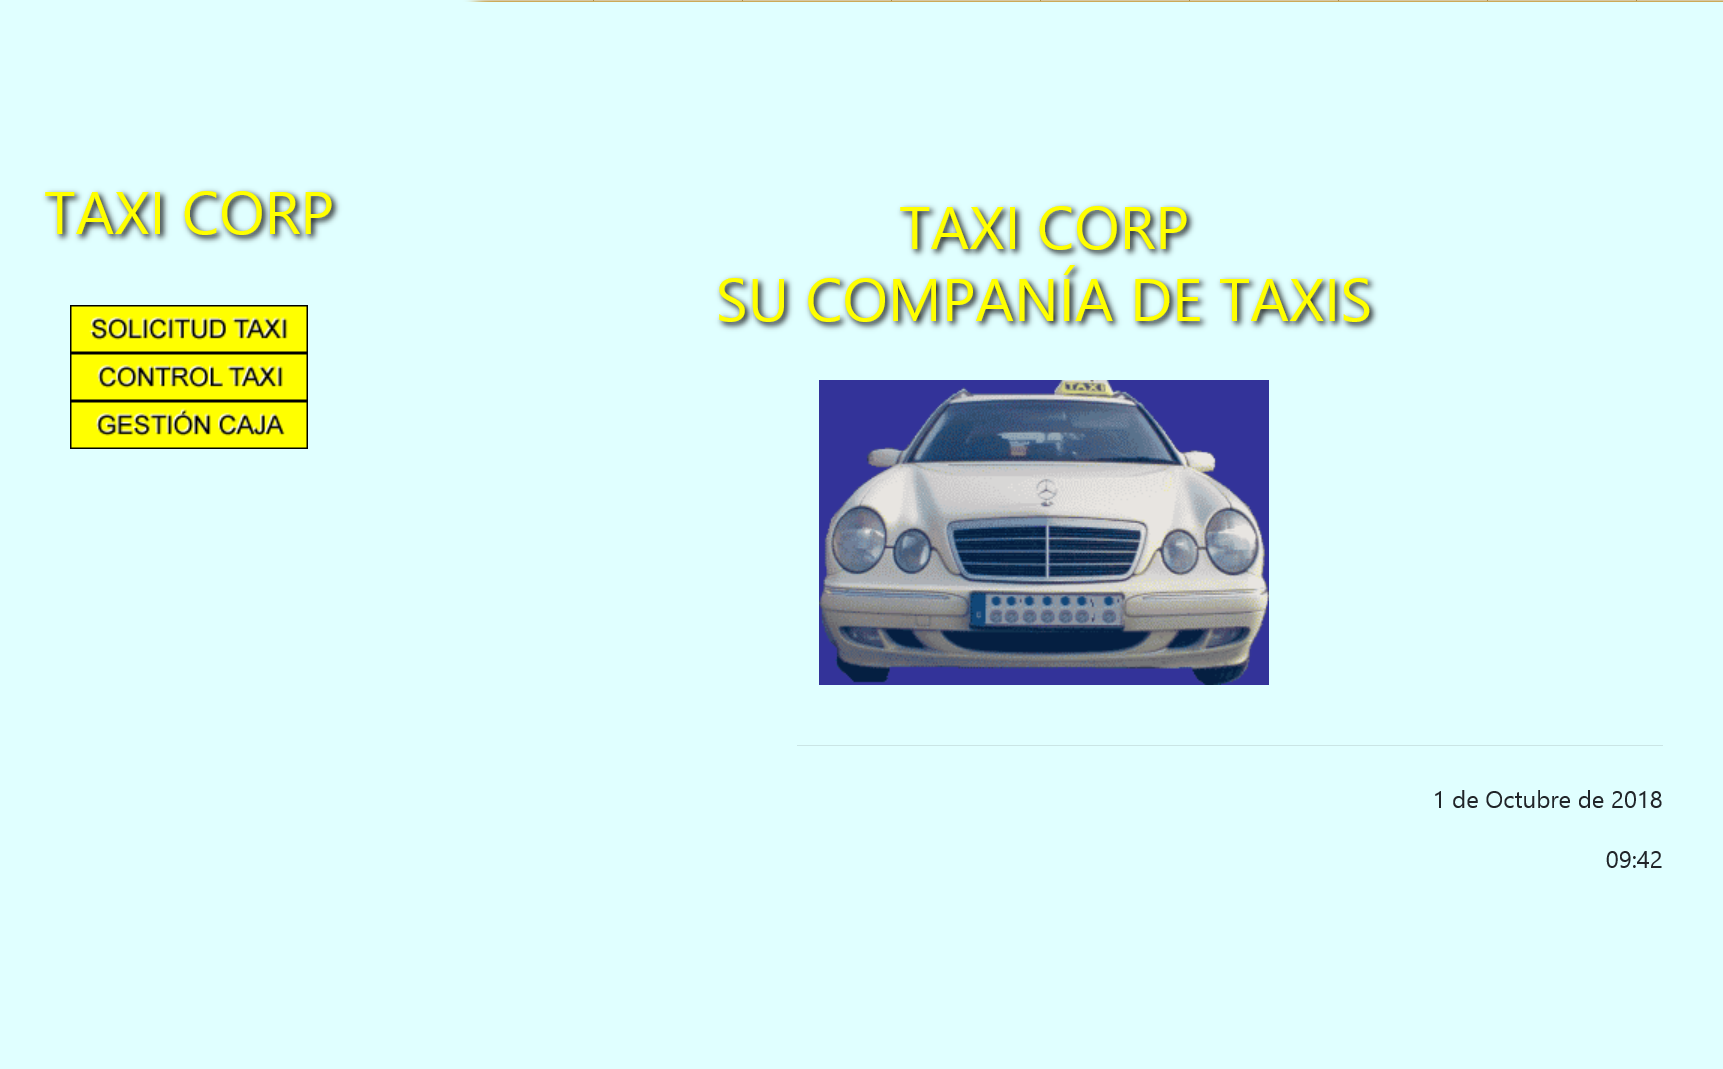 TAXI CORP
SOLICITUD TAXI
CONTROL TAXI
GESTIÓN CAJA
TAXI CORP
SU COMPANÍA DE TAXIS
TAXI
1 de Octubre de 2018
09:42